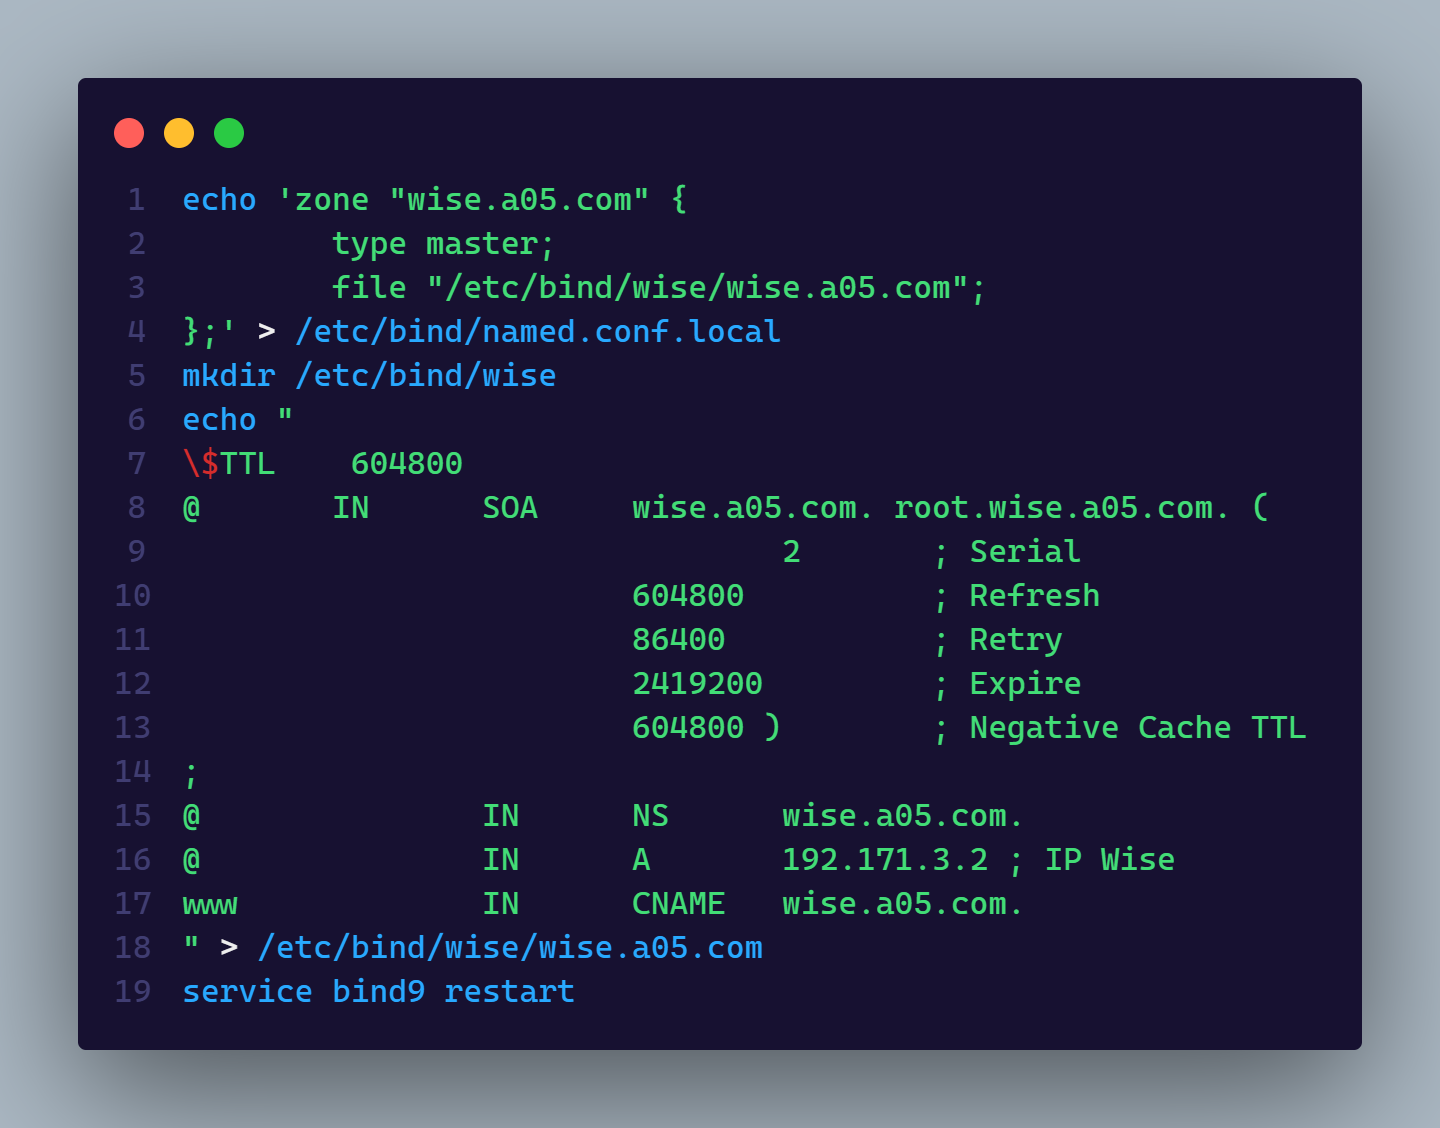 1 echo 'zone "wise.a05.com" {
2         type master;
3         file "/etc/bind/wise/wise.a05.com";
4 };' > /etc/bind/named.conf.local
5 mkdir /etc/bind/wise
6 echo "
7 \$TTL    604800
8 @       IN      SOA     wise.a05.com. root.wise.a05.com. (
9                                 2       ; Serial
10                         604800          ; Refresh
11                         86400           ; Retry
12                         2419200         ; Expire
13                         604800 )        ; Negative Cache TTL
14 ;
15 @               IN      NS      wise.a05.com.
16 @               IN      A       192.171.3.2 ; IP Wise
17 www             IN      CNAME   wise.a05.com.
18 " > /etc/bind/wise/wise.a05.com
19 service bind9 restart